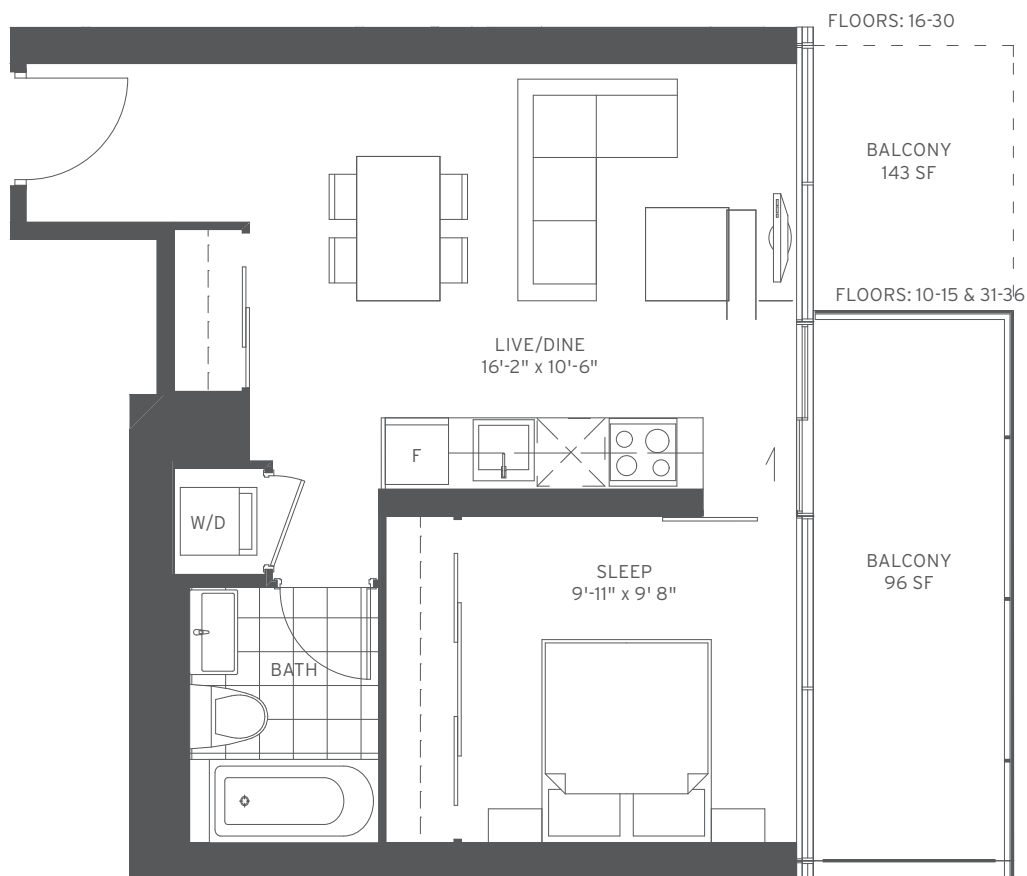 FLOORS: 16-30
BALCONY
143 SF
FLOORS: 10-15 & 31-36
LIVE/DINE
16'-2" x 10'-6"
F
W/D
SLEEP
9'-11" x 9' 8"
BALCONY
96 SF
BATH